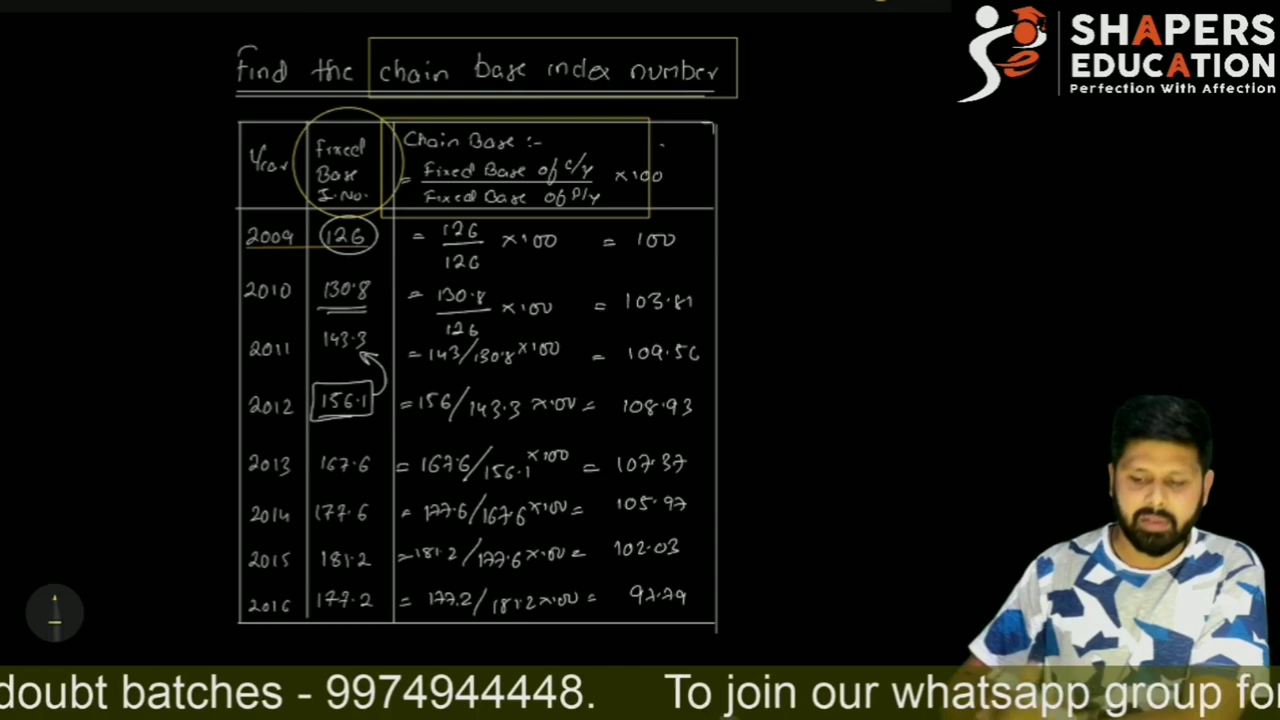 SHAPERS
EDUCATION
Perfection With Affection
Find the chain base index number
Year
Fixed
Base
I.No.
Chain Base :-
= Fixed Base of C/y / Fixed Base of P/y × 100
2009 126 = 126/126 ×100 = 100
2010 130.8 = 130.8/126 ×100 = 103.81
2011 143.3 = 143/130.8 ×100 = 109.56
2012 156.1 = 156/143.3 ×100 = 108.93
2013 167.6 = 167.6/156.1 ×100 = 107.37
2014 177.6 = 177.6/167.6 ×100 = 105.97
2015 181.2 = 181.2/177.6 ×100 = 102.03
2016 177.2 = 177.2/181.2 ×100 = 97.79
doubt batches - 9974944448. To join our whatsapp group for